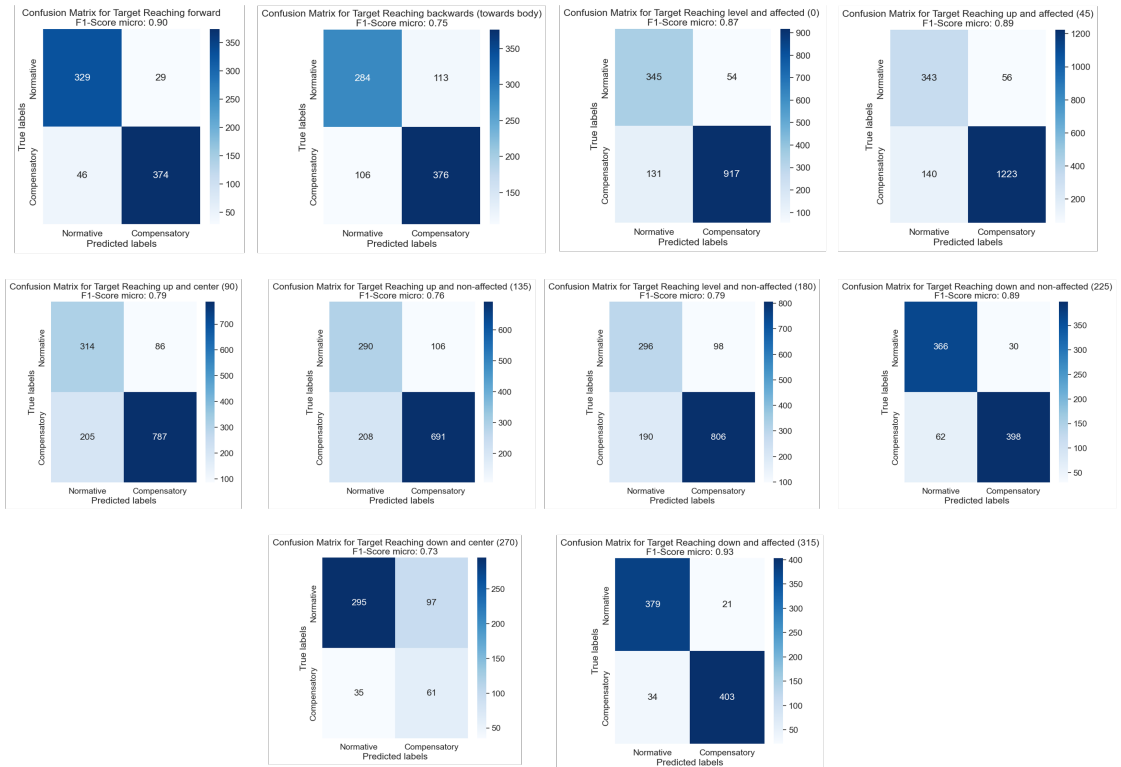 Confusion Matrix for Target Reaching forward
F1-Score micro: 0.90
True labels
Normative
Compensatory
329
29
46
374
350
300
250
200
150
100
50
Normative
Compensatory
Predicted labels
Confusion Matrix for Target Reaching backwards (towards body)
F1-Score micro: 0.75
True labels
Normative
Compensatory
284
113
106
376
350
300
250
200
150
Normative
Compensatory
Predicted labels
Confusion Matrix for Target Reaching level and affected (0)
F1-Score micro: 0.87
True labels
Normative
Compensatory
345
54
131
917
900
800
700
600
500
400
300
200
100
Normative
Compensatory
Predicted labels
Confusion Matrix for Target Reaching up and affected (45)
F1-Score micro: 0.89
True labels
Normative
Compensatory
343
56
140
1223
1200
1000
800
600
400
200
Normative
Compensatory
Predicted labels
Confusion Matrix for Target Reaching up and center (90)
F1-Score micro: 0.79
True labels
Normative
Compensatory
314
86
205
787
700
600
500
400
300
200
100
Normative
Compensatory
Predicted labels
Confusion Matrix for Target Reaching up and non-affected (135)
F1-Score micro: 0.76
True labels
Normative
Compensatory
290
106
208
691
600
500
400
300
200
Normative
Compensatory
Predicted labels
Confusion Matrix for Target Reaching level and non-affected (180)
F1-Score micro: 0.79
True labels
Normative
Compensatory
296
98
190
806
800
700
600
500
400
300
200
100
Normative
Compensatory
Predicted labels
Confusion Matrix for Target Reaching down and non-affected (225)
F1-Score micro: 0.89
True labels
Normative
Compensatory
366
30
62
398
350
300
250
200
150
100
50
Normative
Compensatory
Predicted labels
Confusion Matrix for Target Reaching down and center (270)
F1-Score micro: 0.73
True labels
Normative
Compensatory
295
97
35
61
250
200
150
100
50
Normative
Compensatory
Predicted labels
Confusion Matrix for Target Reaching down and affected (315)
F1-Score micro: 0.93
True labels
Normative
Compensatory
379
21
34
403
400
350
300
250
200
150
100
50
Normative
Compensatory
Predicted labels